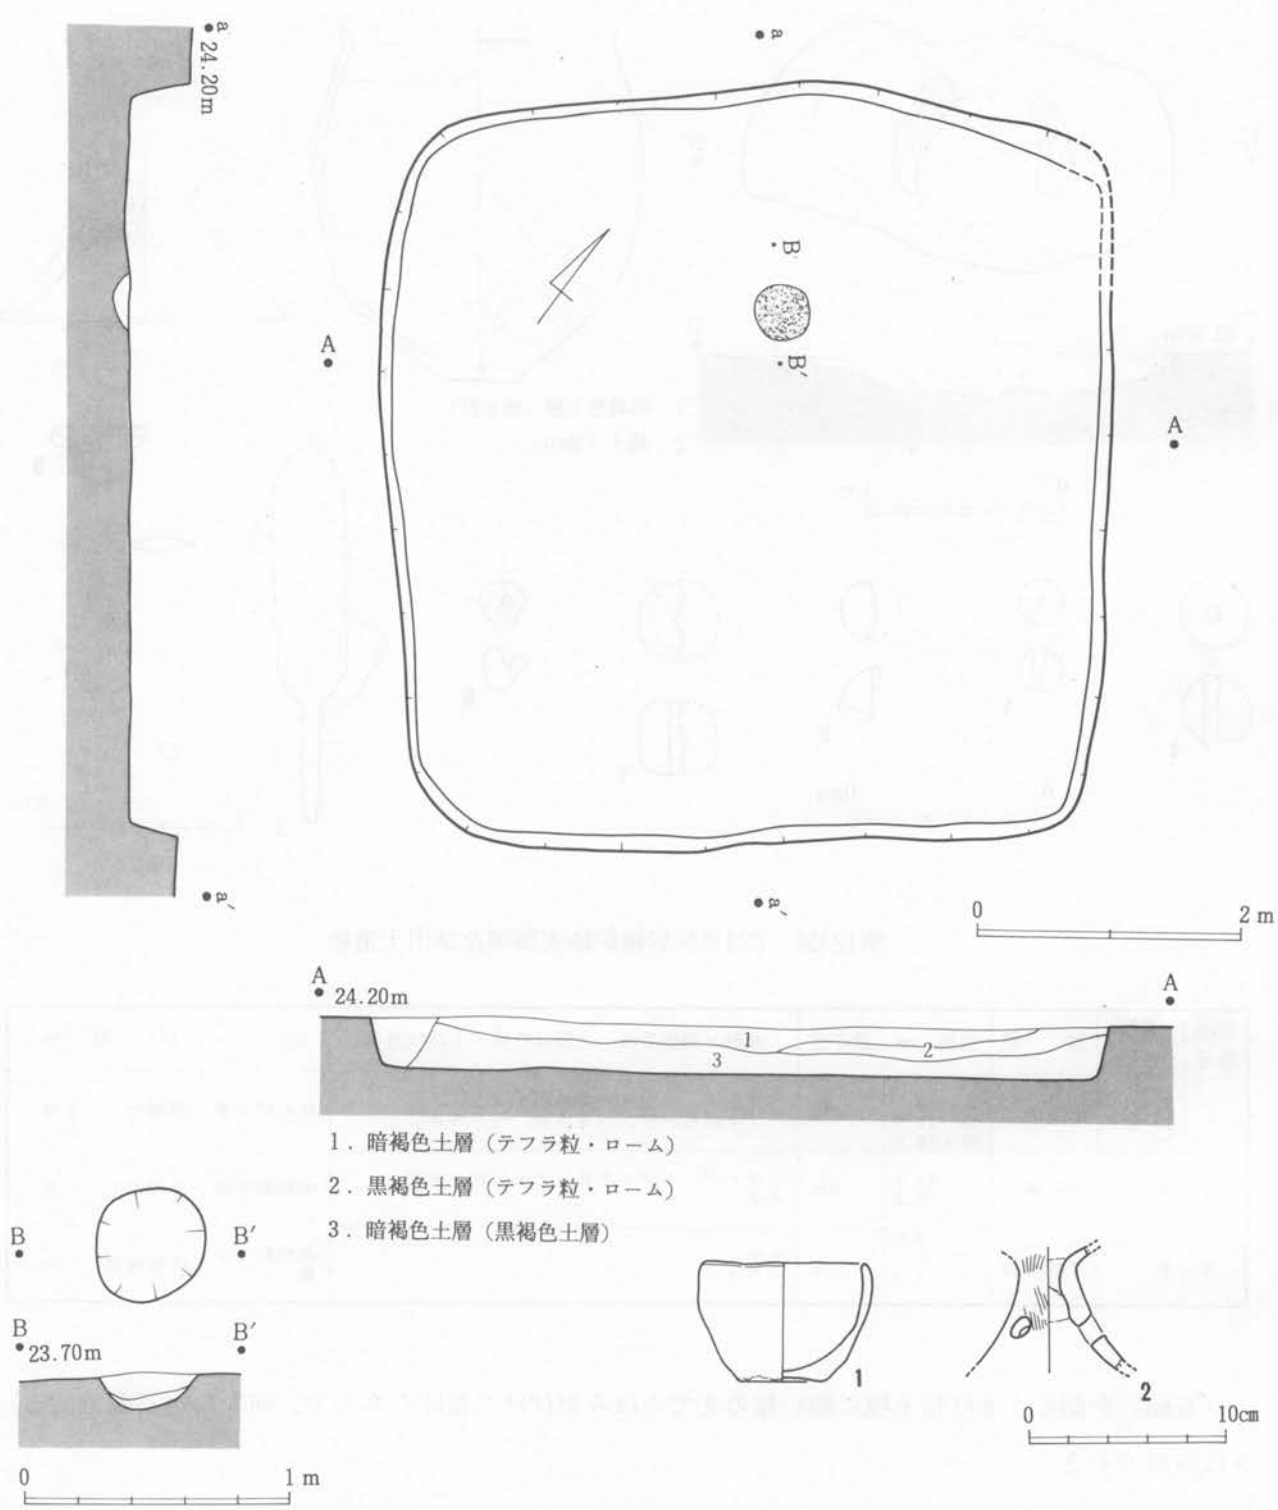 a
24.20m
a
B
B′
A
A
a′
a′
0 2 m
A
24.20m
A
1
2
3
1．暗褐色土層（テフラ粒・ローム）
2．黒褐色土層（テフラ粒・ローム）
3．暗褐色土層（黒褐色土層）
B B′
B
23.70m
B′
0 1 m
1
2
0 10cm